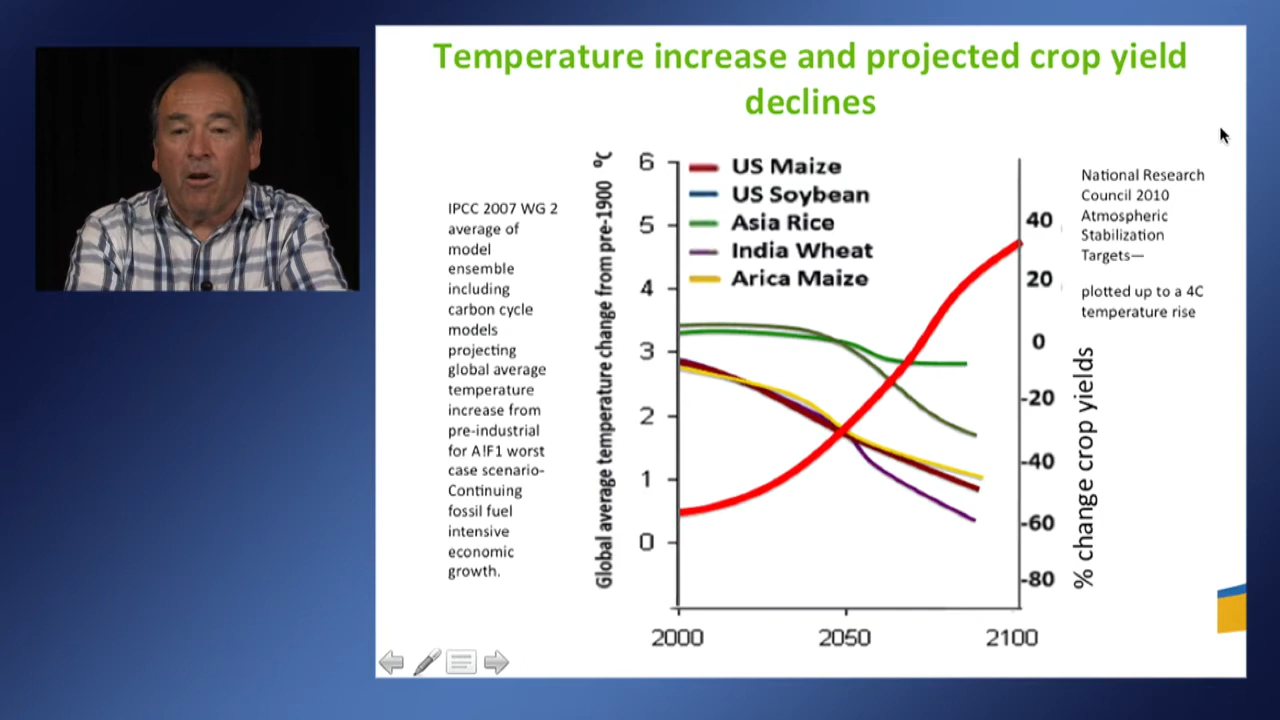 Temperature increase and projected crop yield
declines
IPCC 2007 WG 2
average of
model
ensemble
including
carbon cycle
models
projecting
global average
temperature
increase from
pre-industrial
for A!F1 worst
case scenario-
Continuing
fossil fuel
intensive
economic
growth.
Global average temperature change from pre-1900 °C
6
5
4
3
2
1
0
US Maize
US Soybean
Asia Rice
India Wheat
Arica Maize
40
20
0
-20
-40
-60
-80
% change crop yields
2000
2050
2100
National Research
Council 2010
Atmospheric
Stabilization
Targets—
plotted up to a 4C
temperature rise